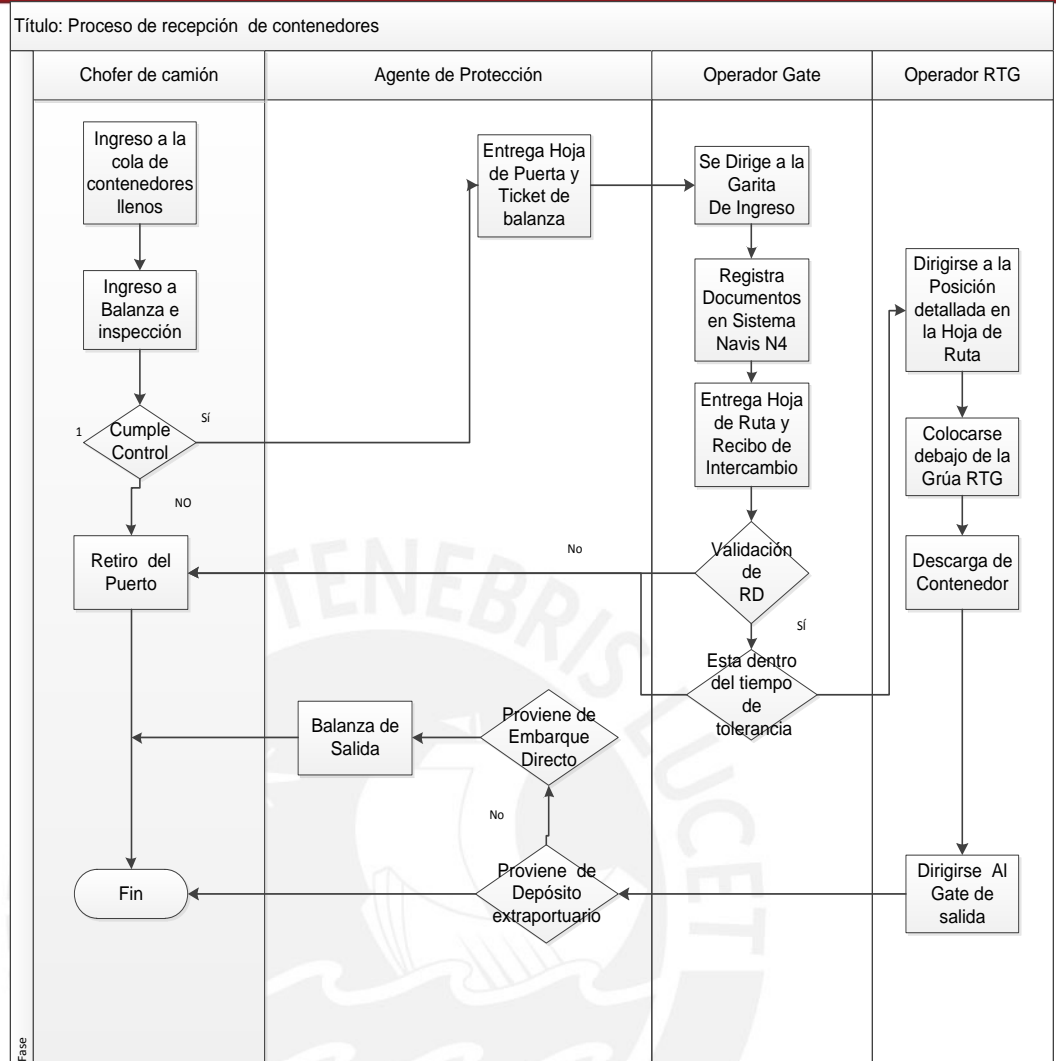 Título: Proceso de recepción de contenedores
Chofer de camión
Agente de Protección
Operador Gate
Operador RTG
Ingreso a la
cola de
contenedores
llenos
Ingreso a
Balanza e
inspección
1
Cumple
Control
Sí
NO
Retiro del
Puerto
Fin
Entrega Hoja
de Puerta y
Ticket de
balanza
No
Balanza de
Salida
Proviene de
Embarque
Directo
No
Proviene de
Depósito
extraportuario
Se Dirige a la
Garita
De Ingreso
Registra
Documentos
en Sistema
Navis N4
Entrega Hoja
de Ruta y
Recibo de
Intercambio
Validación
de
RD
Sí
Esta dentro
del tiempo
de
tolerancia
Dirigirse a la
Posición
detallada en
la Hoja de
Ruta
Colocarse
debajo de la
Grúa RTG
Descarga de
Contenedor
Dirigirse Al
Gate de
salida
Fase
TENEBRIS LUCET